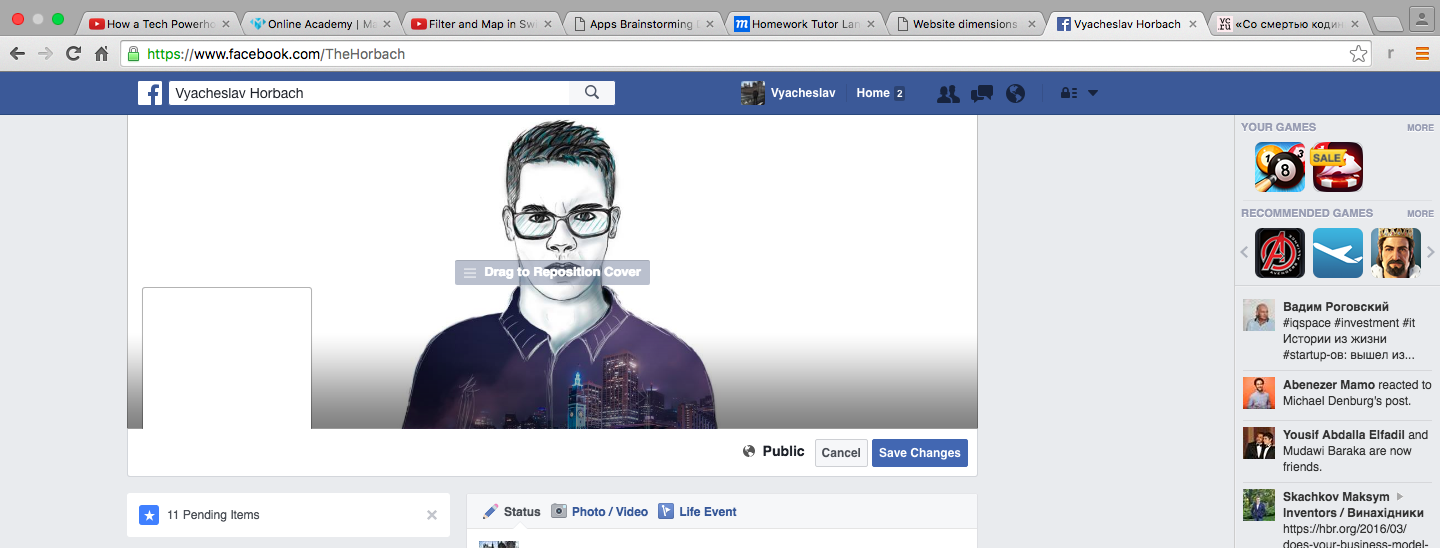 How a Tech Powerho
Online Academy | Ma
Filter and Map in Swi
Apps Brainstorming
Homework Tutor Lan
Website dimensions
Vyacheslav Horbach
vc.ru «Со смертью кодин
https://www.facebook.com/TheHorbach
Vyacheslav Horbach
Vyacheslav
Home 2
YOUR GAMES
MORE
SALE
RECOMMENDED GAMES
MORE
Drag to Reposition Cover
Public
Cancel
Save Changes
11 Pending Items
Status
Photo / Video
Life Event
Вадим Роговский
#iqspace #investment #it
Истории из жизни
#startup-ов: вышел из...
Abenezer Mamo reacted to
Michael Denburg's post.
Yousif Abdalla Elfadil and
Mudawi Baraka are now
friends.
Skachkov Maksym
Inventors / Винахідники
https://hbr.org/2016/03/
does-your-business-model-